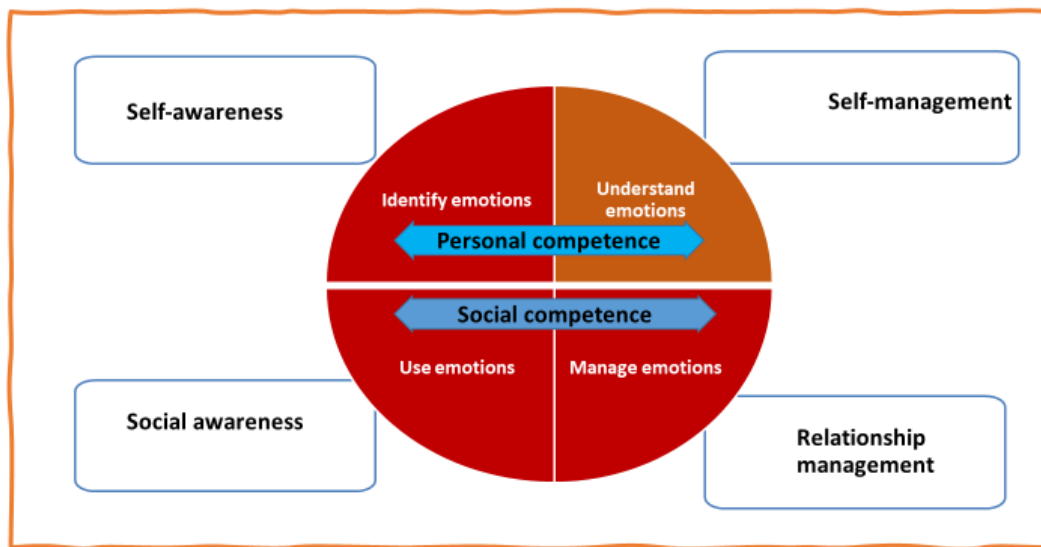 Self-awareness
Self-management
Identify emotions
Understand
emotions
Personal competence
Social competence
Use emotions
Manage emotions
Social awareness
Relationship
management